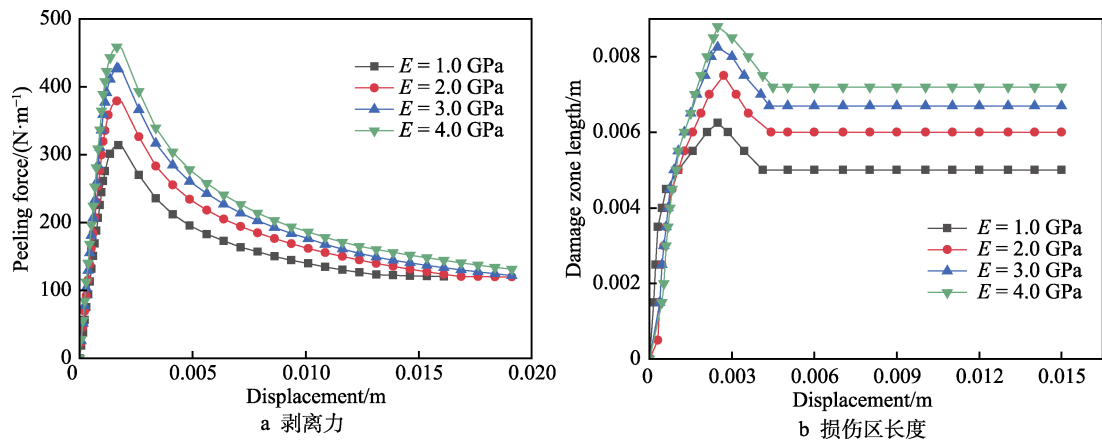 500
400
300
200
100
0
Peeling force/(N·m⁻¹)
E = 1.0 GPa
E = 2.0 GPa
E = 3.0 GPa
E = 4.0 GPa
0 0.005 0.010 0.015 0.020
Displacement/m
a 剥离力
0.008
0.006
0.004
0.002
0
Damage zone length/m
E = 1.0 GPa
E = 2.0 GPa
E = 3.0 GPa
E = 4.0 GPa
0 0.003 0.006 0.009 0.012 0.015
Displacement/m
b 损伤区长度